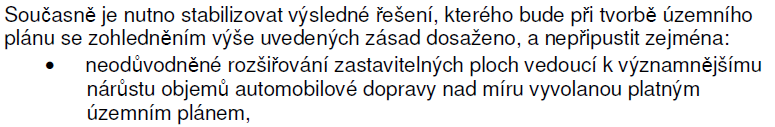 Současně je nutno stabilizovat výsledné řešení, kterého bude při tvorbě územního
plánu se zohledněním výše uvedených zásad dosaženo, a nepřipustit zejména:
• neodůvodněné rozšiřování zastavitelných ploch vedoucí k významnějšímu
nárůstu objemů automobilové dopravy nad míru vyvolanou platným
územním plánem,